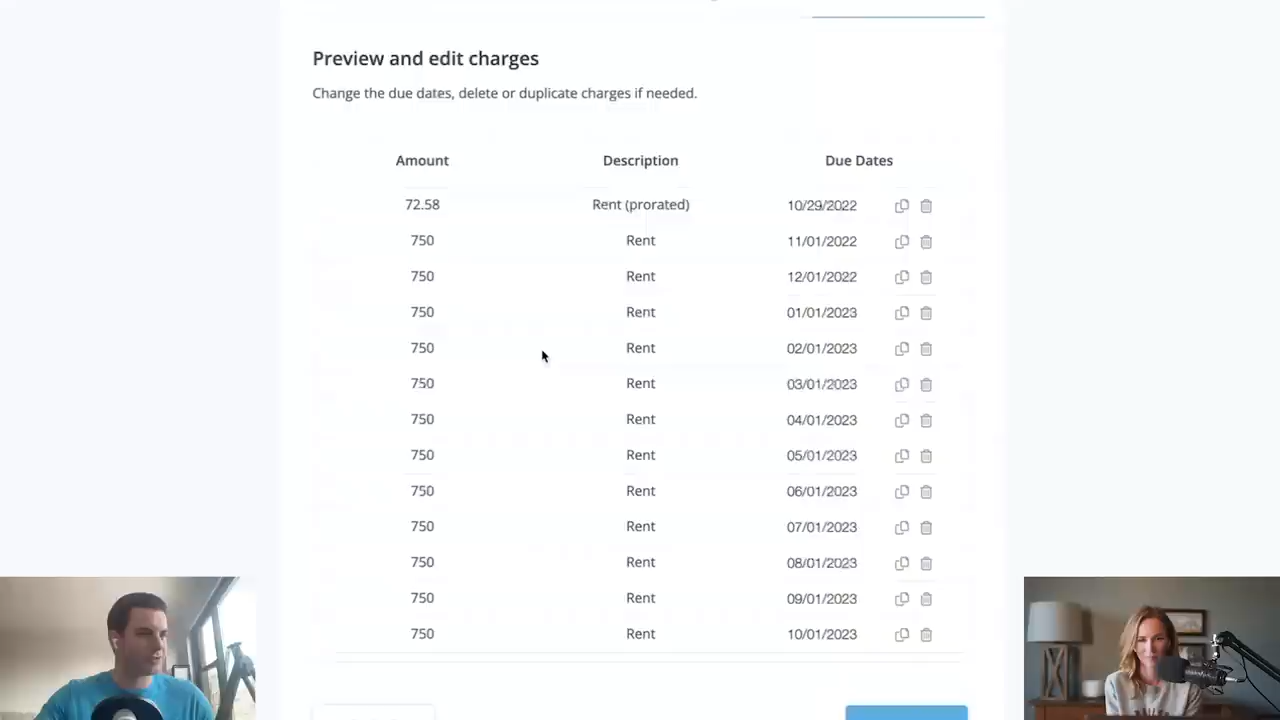 Preview and edit charges
Change the due dates, delete or duplicate charges if needed.
Amount Description Due Dates
72.58 Rent (prorated) 10/29/2022
750 Rent 11/01/2022
750 Rent 12/01/2022
750 Rent 01/01/2023
750 Rent 02/01/2023
750 Rent 03/01/2023
750 Rent 04/01/2023
750 Rent 05/01/2023
750 Rent 06/01/2023
750 Rent 07/01/2023
750 Rent 08/01/2023
750 Rent 09/01/2023
750 Rent 10/01/2023